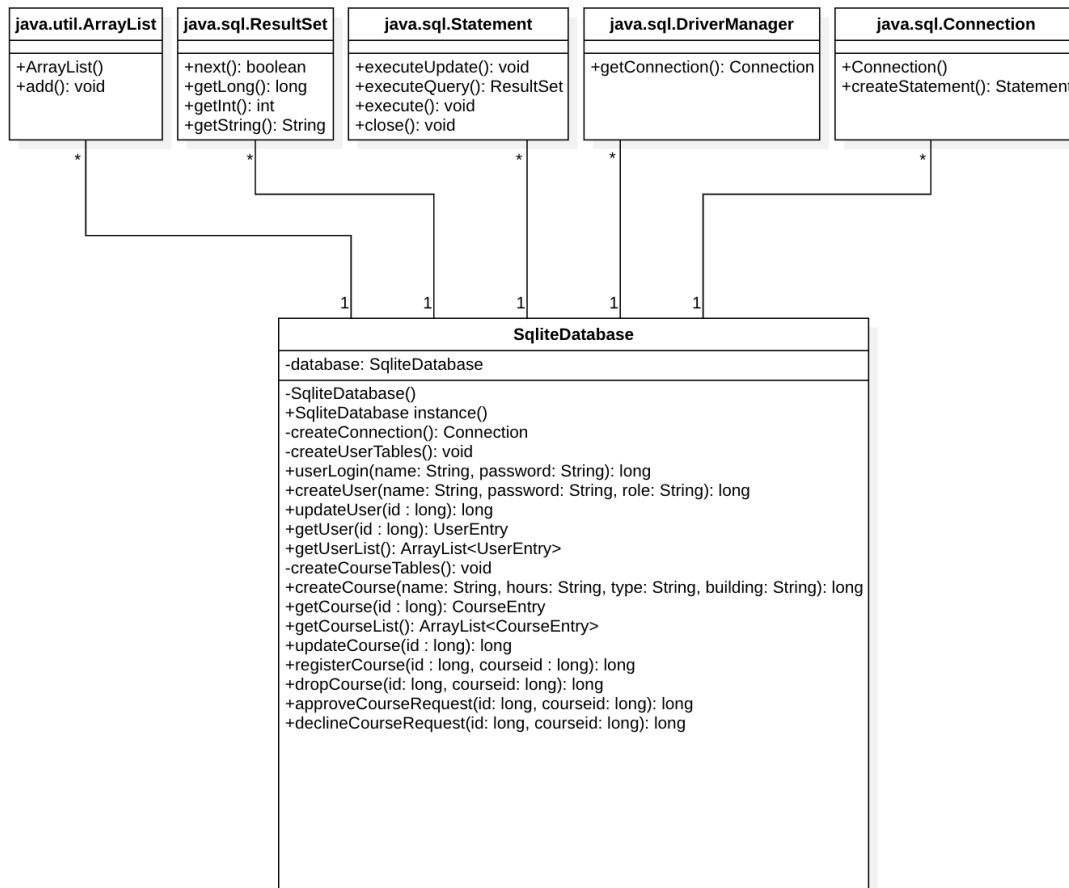 java.util.ArrayList
+ArrayList()
+add(): void
java.sql.ResultSet
+next(): boolean
+getLong(): long
+getInt(): int
+getString(): String
java.sql.Statement
+executeUpdate(): void
+executeQuery(): ResultSet
+execute(): void
+close(): void
java.sql.DriverManager
+getConnection(): Connection
java.sql.Connection
+Connection()
+createStatement(): Statement
* * * * *
1 1 1 1 1
SqliteDatabase
-database: SqliteDatabase
-SqliteDatabase()
+SqliteDatabase instance()
-createConnection(): Connection
-createUserTables(): void
+userLogin(name: String, password: String): long
+createUser(name: String, password: String, role: String): long
+updateUser(id : long): long
+getUser(id : long): UserEntry
+getUserList(): ArrayList<UserEntry>
-createCourseTables(): void
+createCourse(name: String, hours: String, type: String, building: String): long
+getCourse(id : long): CourseEntry
+getCourseList(): ArrayList<CourseEntry>
+updateCourse(id : long): long
+registerCourse(id : long, courseid : long): long
+dropCourse(id: long, courseid: long): long
+approveCourseRequest(id: long, courseid: long): long
+declineCourseRequest(id: long, courseid: long): long